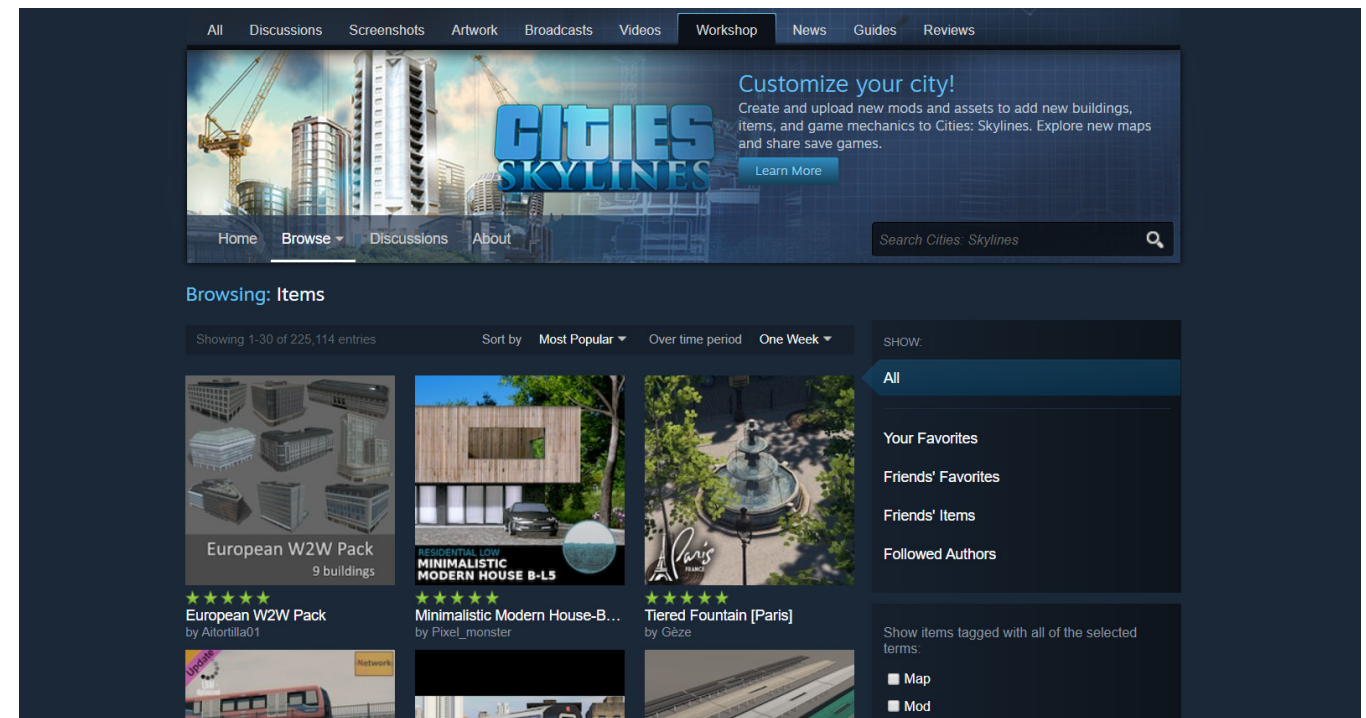 All Discussions Screenshots Artwork Broadcasts Videos Workshop News Guides Reviews
CITIES
SKYLINES
Customize your city!
Create and upload new mods and assets to add new buildings,
items, and game mechanics to Cities: Skylines. Explore new maps
and share save games.
Learn More
Home Browse Discussions About
Search Cities: Skylines
Browsing: Items
Showing 1-30 of 225,114 entries
Sort by Most Popular Over time period One Week
European W2W Pack
9 buildings
European W2W Pack
by Aitortilla01
RESIDENTIAL LOW
MINIMALISTIC
MODERN HOUSE B-L5
Minimalistic Modern House-B...
by Pixel_monster
Paris
FRANCE
Tiered Fountain [Paris]
by Gèze
Update
Network
SHOW:
All
Your Favorites
Friends' Favorites
Friends' Items
Followed Authors
Show items tagged with all of the selected
terms:
Map
Mod